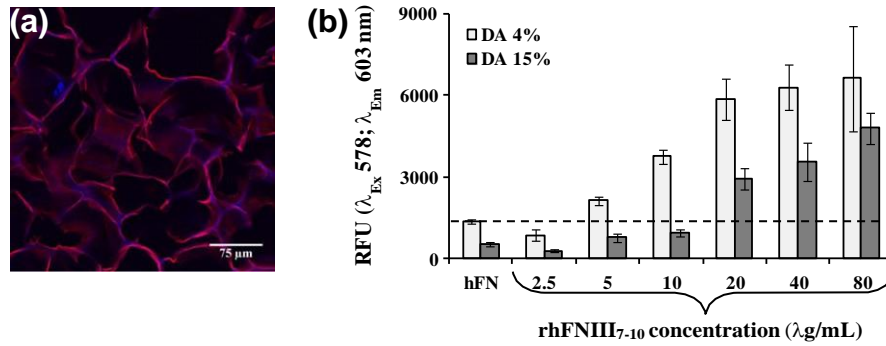 (a)
75 µm
(b)
RFU (λEx 578; λEm 603 nm)
9000
6000
3000
0
DA 4%
DA 15%
hFN 2.5 5 10 20 40 80
rhFNIII7-10 concentration (λg/mL)